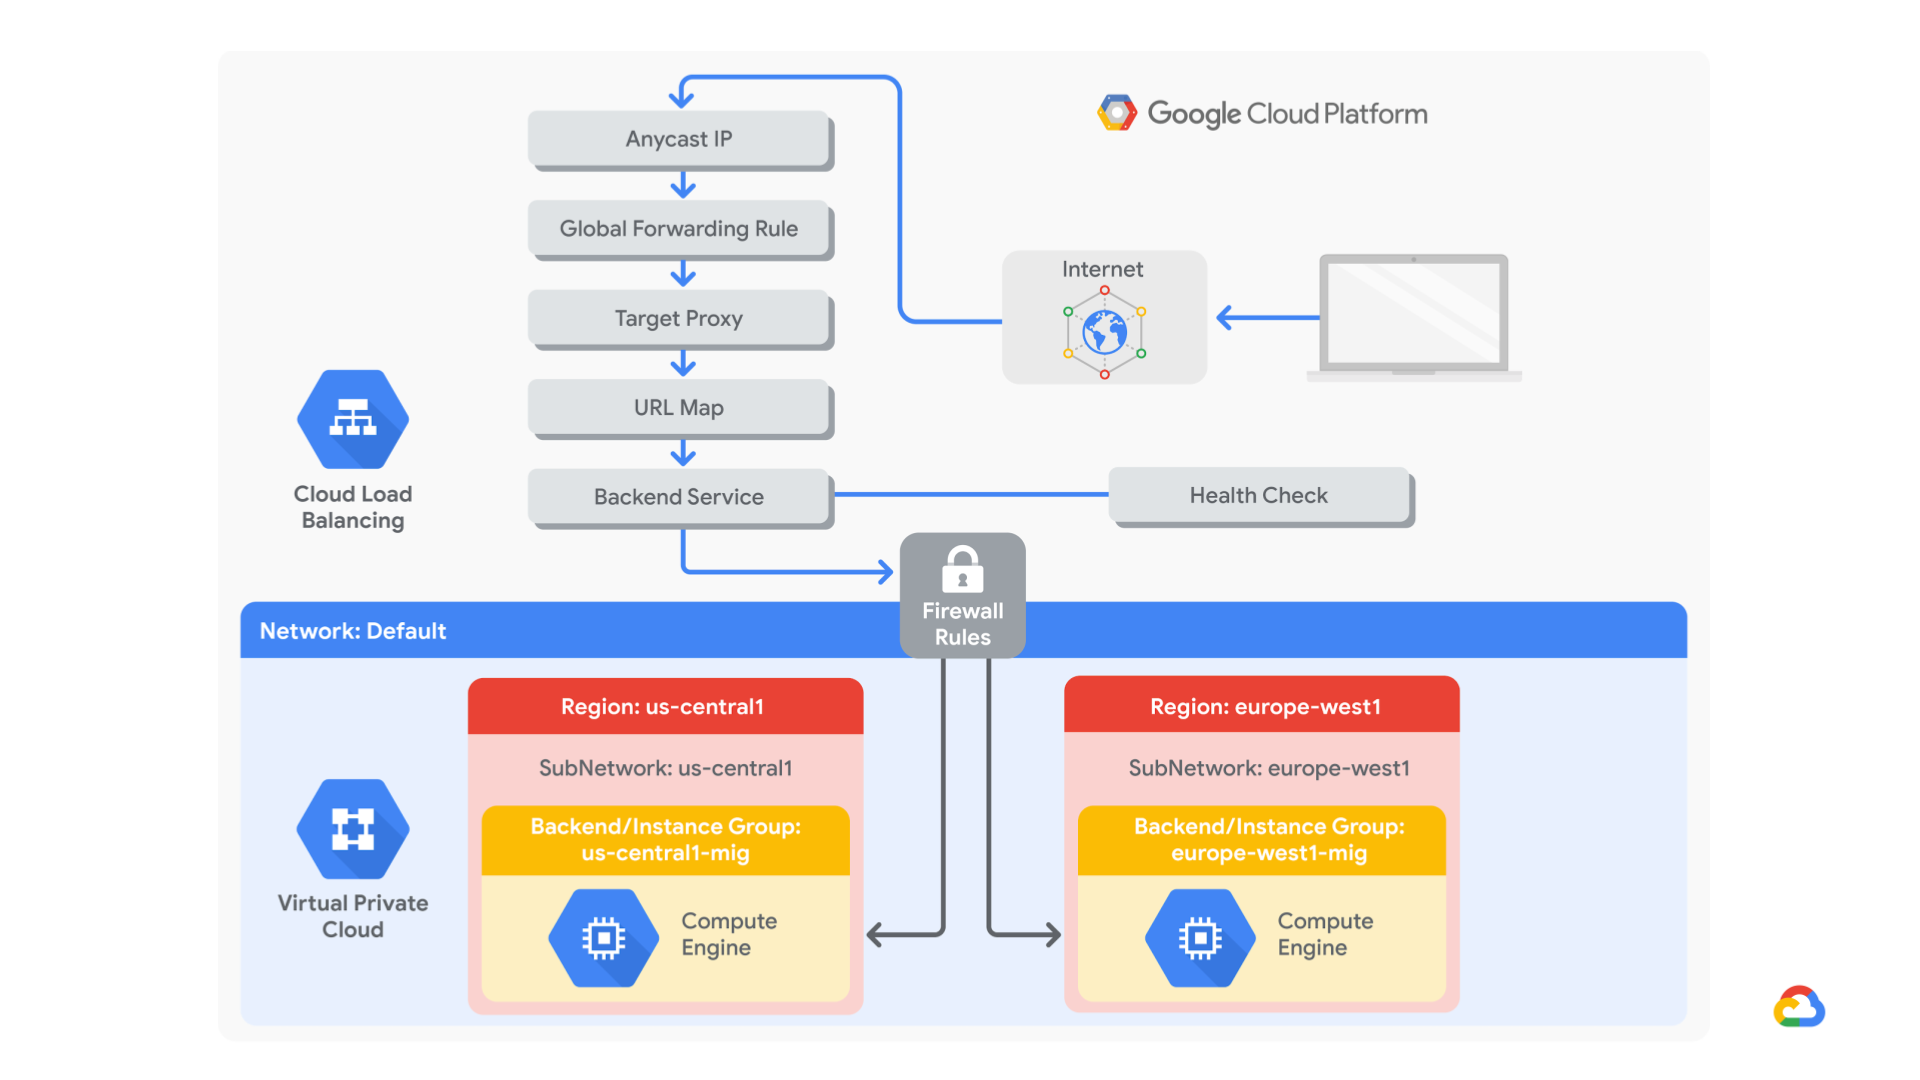 Google Cloud Platform
Anycast IP
Global Forwarding Rule
Internet
Target Proxy
URL Map
Cloud Load
Balancing
Backend Service
Health Check
Firewall
Rules
Network: Default
Region: us-central1
SubNetwork: us-central1
Backend/Instance Group:
us-central1-mig
Compute
Engine
Region: europe-west1
SubNetwork: europe-west1
Backend/Instance Group:
europe-west1-mig
Compute
Engine
Virtual Private
Cloud